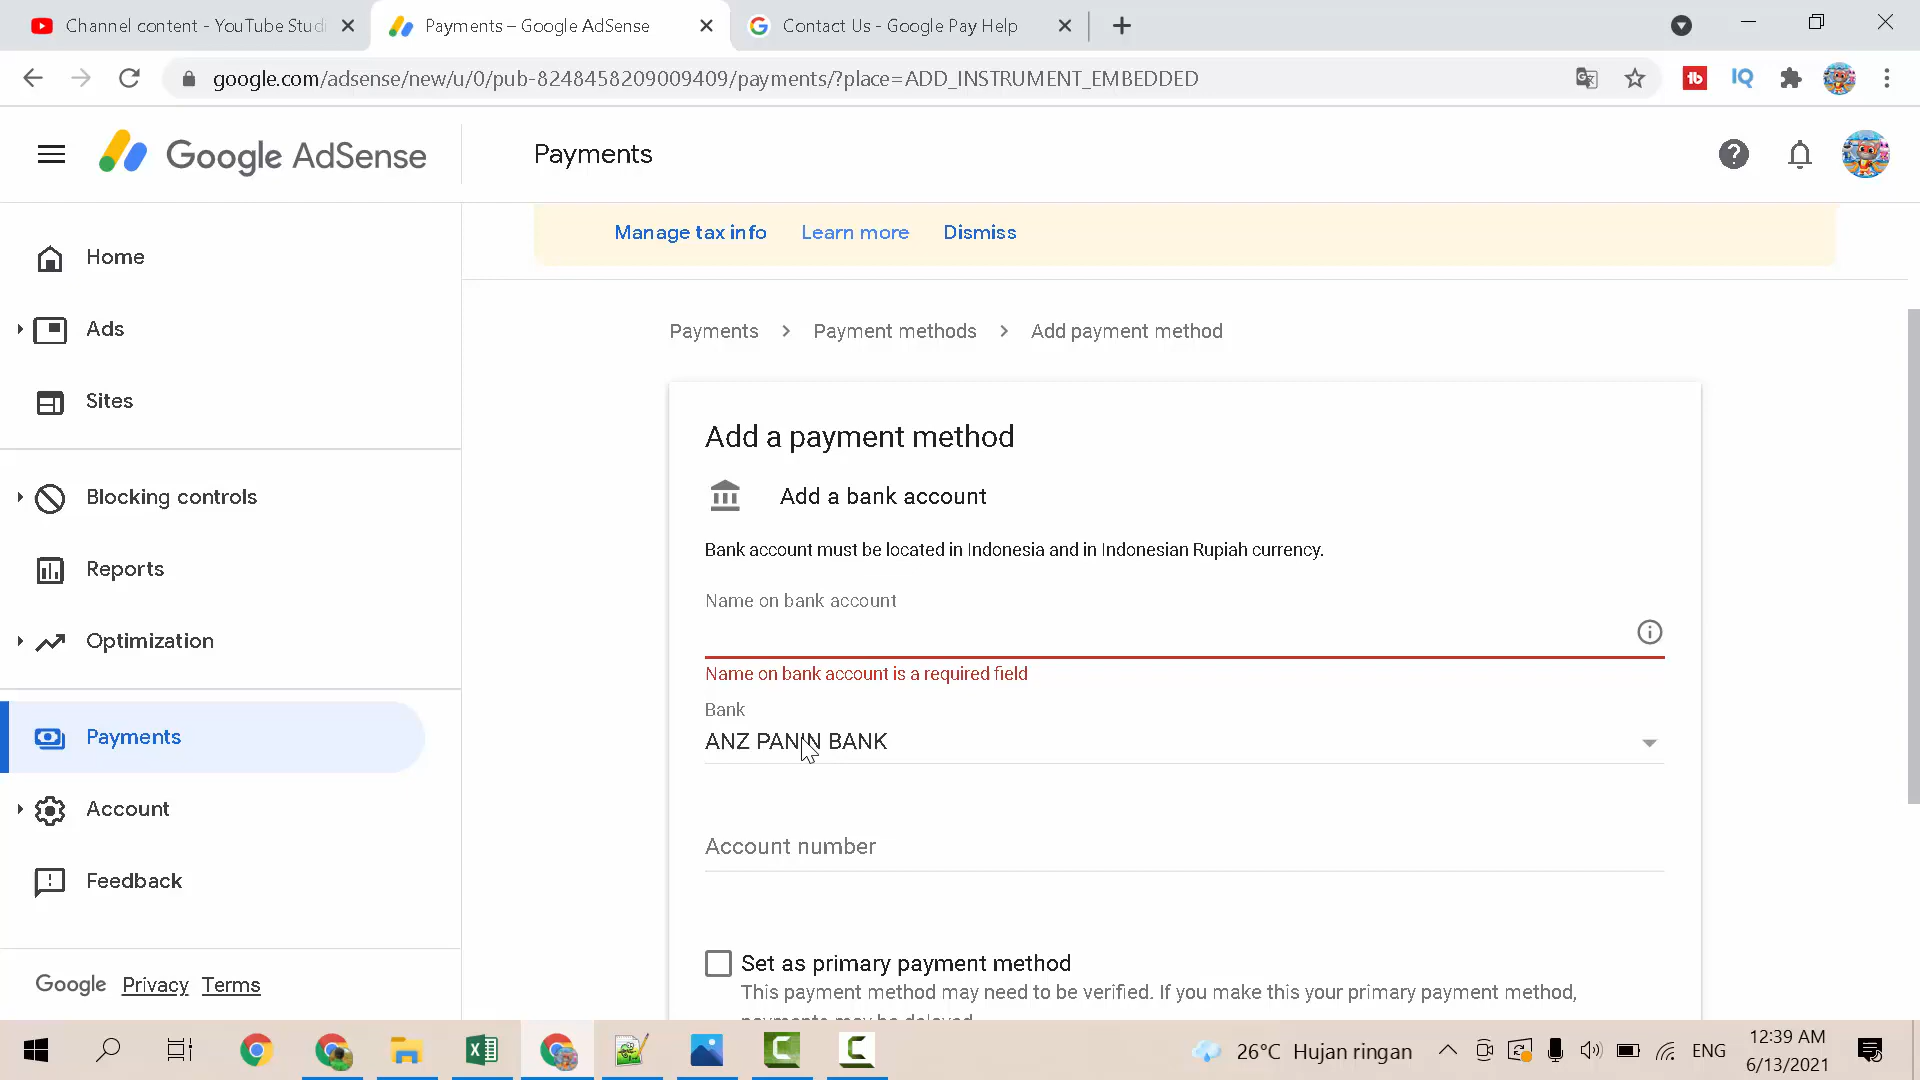 Channel content - YouTube Studi
Payments – Google AdSense
Contact Us - Google Pay Help
google.com/adsense/new/u/0/pub-8248458209009409/payments/?place=ADD_INSTRUMENT_EMBEDDED
Google AdSense
Payments
Manage tax info
Learn more
Dismiss
Home
Ads
Sites
Blocking controls
Reports
Optimization
Payments
Account
Feedback
Google Privacy Terms
Payments > Payment methods > Add payment method
Add a payment method
Add a bank account
Bank account must be located in Indonesia and in Indonesian Rupiah currency.
Name on bank account
Name on bank account is a required field
Bank
ANZ PANIN BANK
Account number
Set as primary payment method
This payment method may need to be verified. If you make this your primary payment method,
payments may be delayed
26°C Hujan ringan
ENG
12:39 AM
6/13/2021